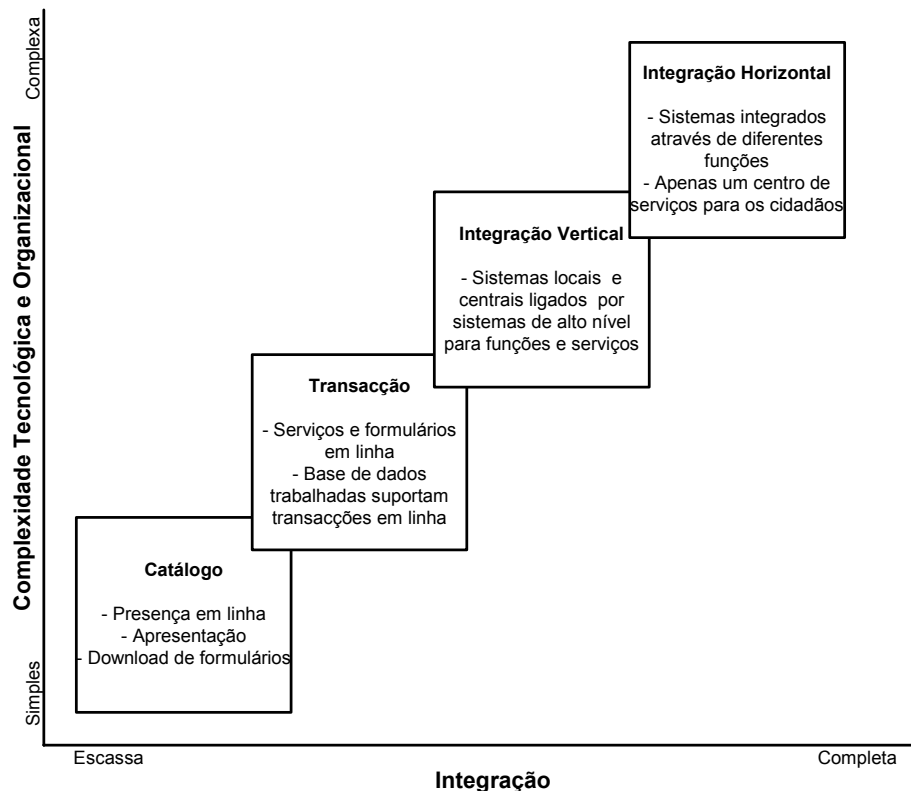 Complexidade Tecnológica e Organizacional
Complexa
Simples
Integração Horizontal
- Sistemas integrados
através de diferentes
funções
- Apenas um centro de
serviços para os cidadãos
Integração Vertical
- Sistemas locais e
centrais ligados por
sistemas de alto nível
para funções e serviços
Transacção
- Serviços e formulários
em linha
- Base de dados
trabalhadas suportam
transacções em linha
Catálogo
- Presença em linha
- Apresentação
- Download de formulários
Escassa
Completa
Integração